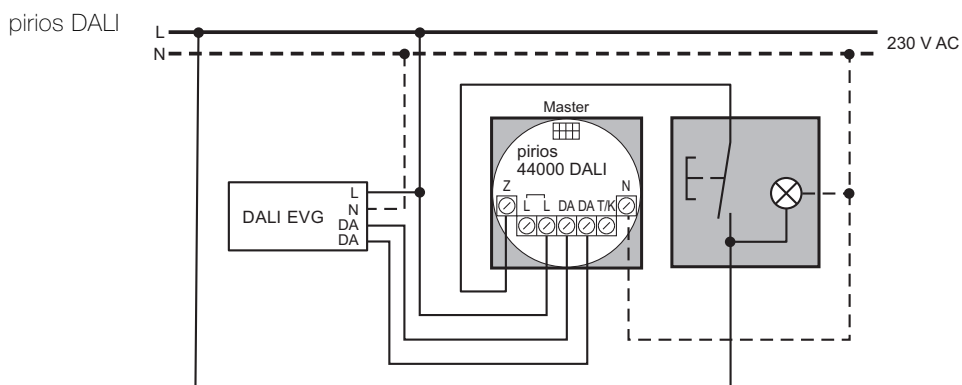 pirios DALI
L
N
230 V AC
Master
pirios
44000 DALI
Z
L L DA DA T/K
N
DALI EVG
L
N
DA
DA